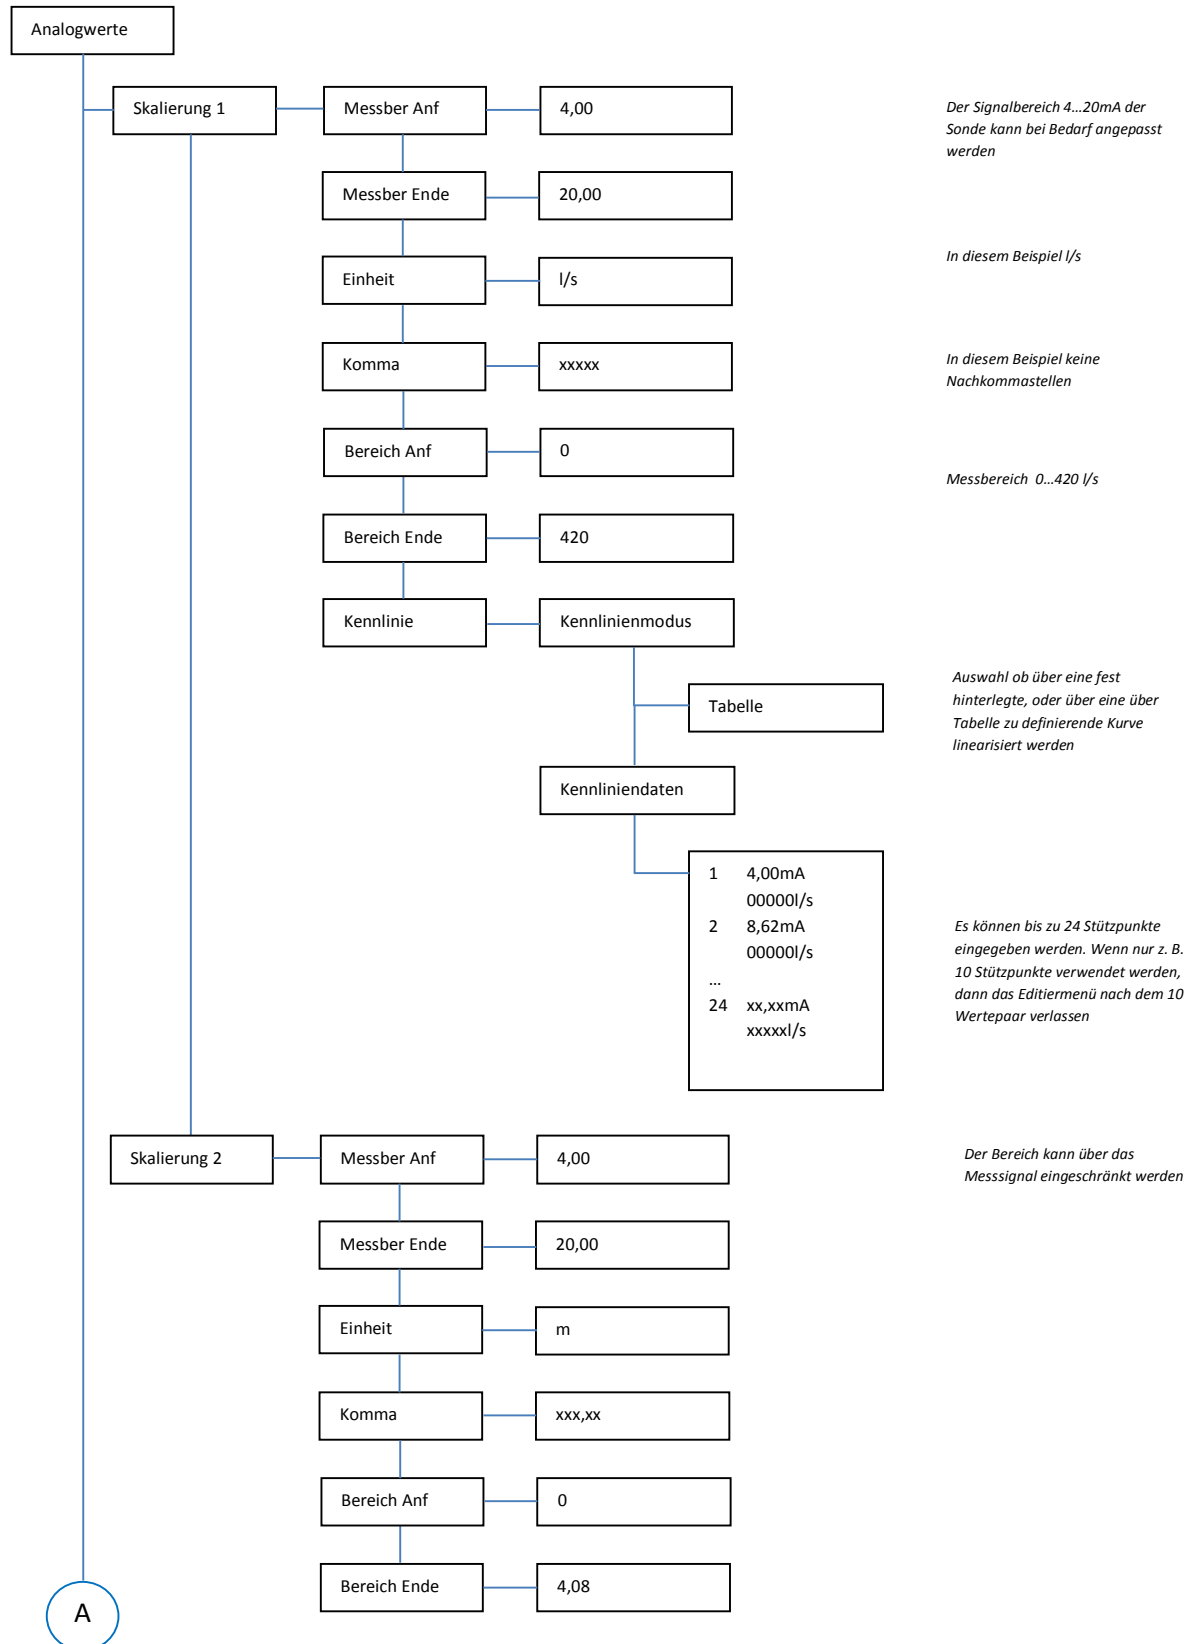 Analogwerte
Skalierung 1
Messber Anf
4,00
Der Signalbereich 4…20mA der
Sonde kann bei Bedarf angepasst
werden
Messber Ende
20,00
In diesem Beispiel l/s
Einheit
l/s
Komma
xxxxx
In diesem Beispiel keine
Nachkommastellen
Bereich Anf
0
Messbereich 0…420 l/s
Bereich Ende
420
Kennlinie
Kennlinienmodus
Auswahl ob über eine fest
hinterlegte, oder über eine über
Tabelle zu definierende Kurve
linearisiert werden
Tabelle
Kennliniendaten
1 4,00mA
00000l/s
2 8,62mA
00000l/s
…
24 xx,xxmA
xxxxxl/s
Es können bis zu 24 Stützpunkte
eingegeben werden. Wenn nur z. B.
10 Stützpunkte verwendet werden,
dann das Editiermenü nach dem 10
Wertepaar verlassen
Skalierung 2
Messber Anf
4,00
Der Bereich kann über das
Messsignal eingeschränkt werden
Messber Ende
20,00
Einheit
m
Komma
xxx,xx
Bereich Anf
0
Bereich Ende
4,08
A